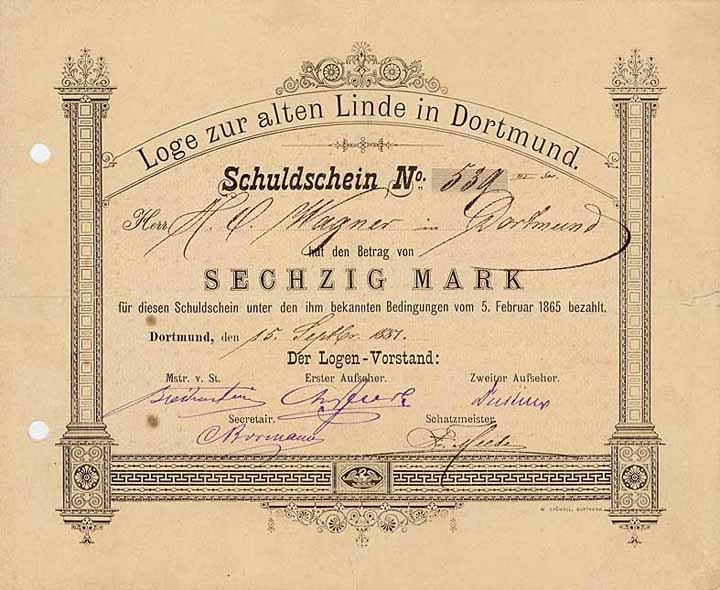 Loge zur alten Linde in Dortmund.
Schuldschein No. 539
Herr H. C. Wagner in Dortmund
hat den Betrag von
SECHZIG MARK
für diesen Schuldschein unter den ihm bekannten Bedingungen vom 5. Februar 1865 bezahlt.
Dortmund, den 15. Septbr. 1881.
Der Logen-Vorstand:
Mstr. v. St. Erster Aufseher. Zweiter Aufseher.
Secretair. Schatzmeister.
CBormann